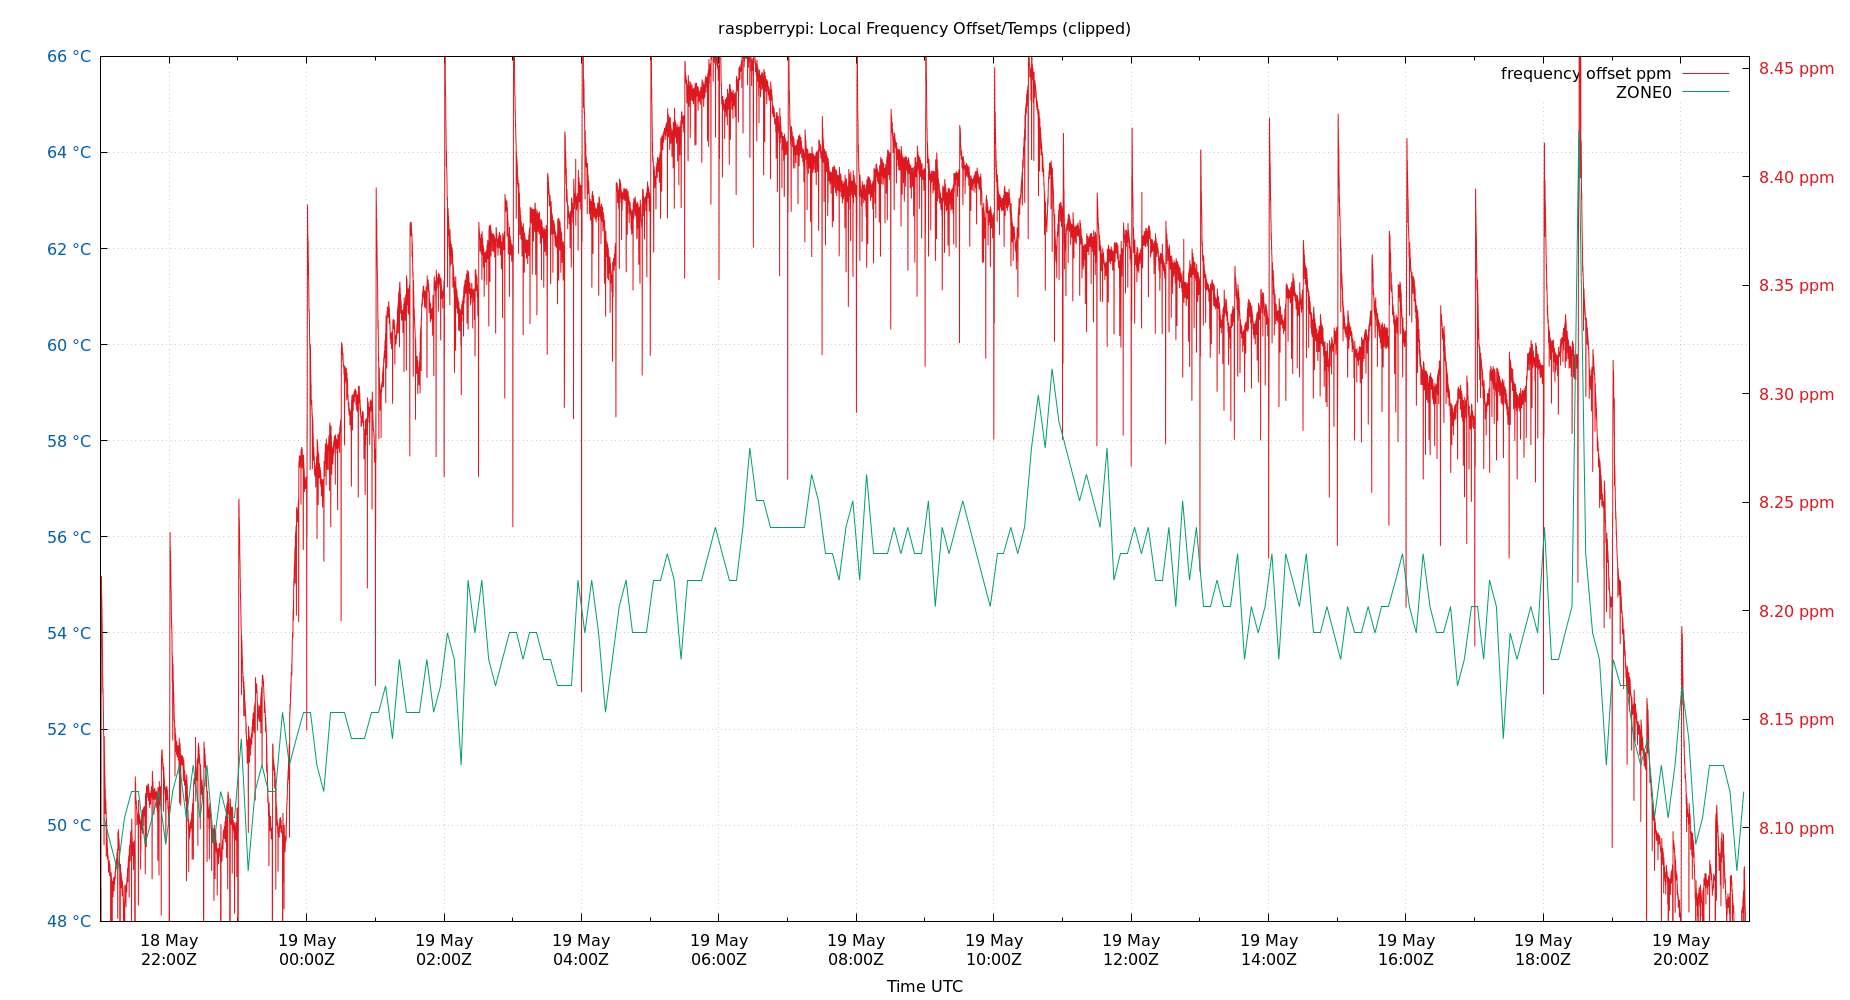 raspberrypi: Local Frequency Offset/Temps (clipped)
66 °C
64 °C
62 °C
60 °C
58 °C
56 °C
54 °C
52 °C
50 °C
48 °C
frequency offset ppm
ZONE0
8.45 ppm
8.40 ppm
8.35 ppm
8.30 ppm
8.25 ppm
8.20 ppm
8.15 ppm
8.10 ppm
18 May
22:00Z
19 May
00:00Z
19 May
02:00Z
19 May
04:00Z
19 May
06:00Z
19 May
08:00Z
19 May
10:00Z
19 May
12:00Z
19 May
14:00Z
19 May
16:00Z
19 May
18:00Z
19 May
20:00Z
Time UTC